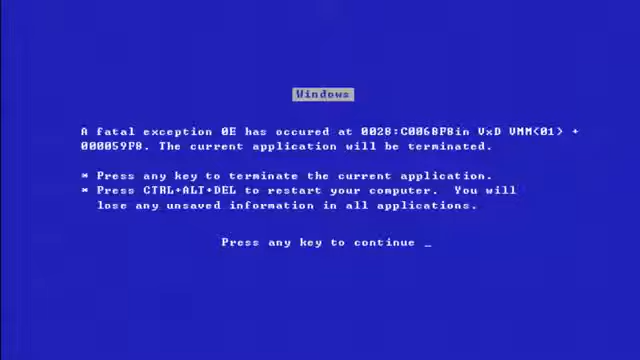 Windows
A fatal exception 0E has occured at 0028:C006BF8in VxD VMM(01) +
000059F8. The current application will be terminated.
* Press any key to terminate the current application.
* Press CTRL+ALT+DEL to restart your computer. You will
lose any unsaved information in all applications.
Press any key to continue _